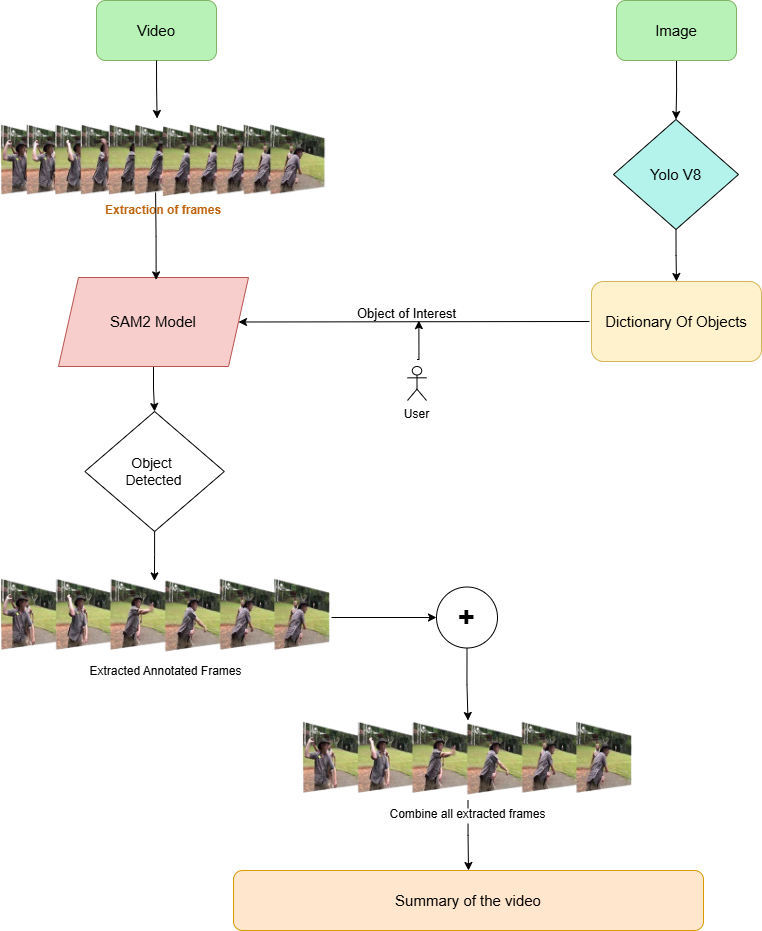 Video
Image
Yolo V8
Extraction of frames
SAM2 Model
Object of Interest
Dictionary Of Objects
User
Object
Detected
Extracted Annotated Frames
Combine all extracted frames
Summary of the video